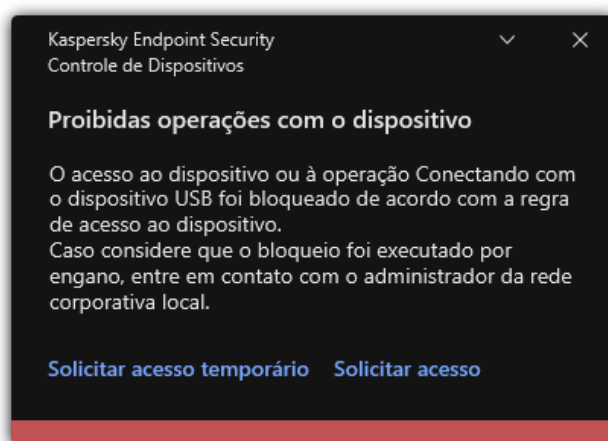 Kaspersky Endpoint Security
Controle de Dispositivos
Proibidas operações com o dispositivo
O acesso ao dispositivo ou à operação Conectando com
o dispositivo USB foi bloqueado de acordo com a regra
de acesso ao dispositivo.
Caso considere que o bloqueio foi executado por
engano, entre em contato com o administrador da rede
corporativa local.
Solicitar acesso temporário Solicitar acesso